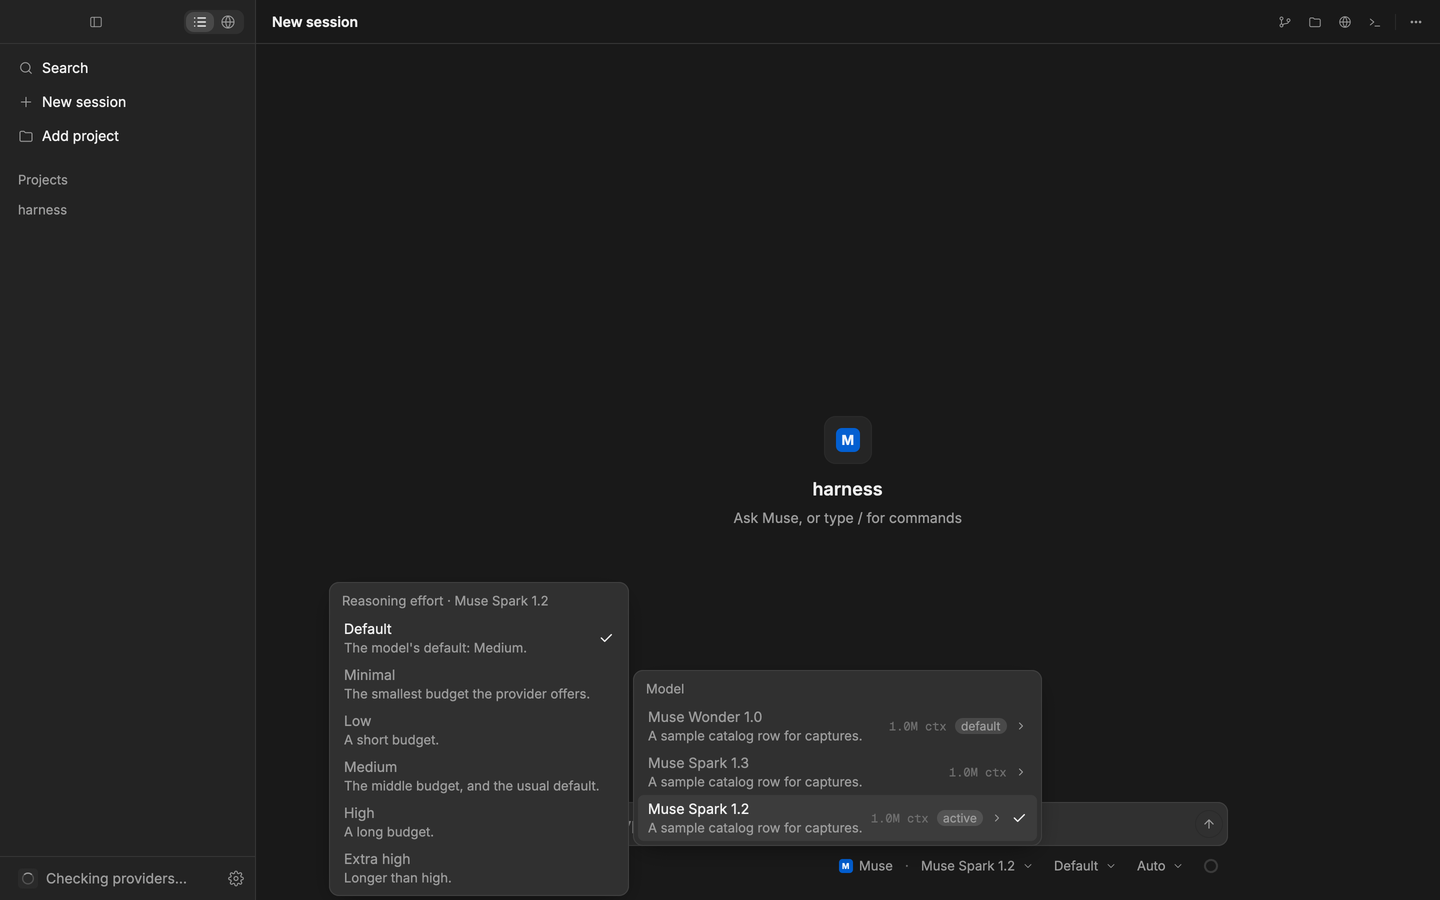 New session
Search
New session
Add project
Projects
harness
M
harness
Ask Muse, or type / for commands
Reasoning effort · Muse Spark 1.2
Default
The model's default: Medium.
Minimal
The smallest budget the provider offers.
Low
A short budget.
Medium
The middle budget, and the usual default.
High
A long budget.
Extra high
Longer than high.
Model
Muse Wonder 1.0
A sample catalog row for captures.
1.0M ctx default
Muse Spark 1.3
A sample catalog row for captures.
1.0M ctx
Muse Spark 1.2
A sample catalog row for captures.
1.0M ctx active
M Muse · Muse Spark 1.2 Default Auto
Checking providers...